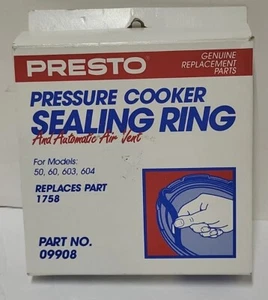 PRESTO®
GENUINE
REPLACEMENT
PARTS
PRESSURE COOKER
SEALING RING
And Automatic Air Vent
For Models:
50, 60, 603, 604
REPLACES PART
1758
PART NO.
09908